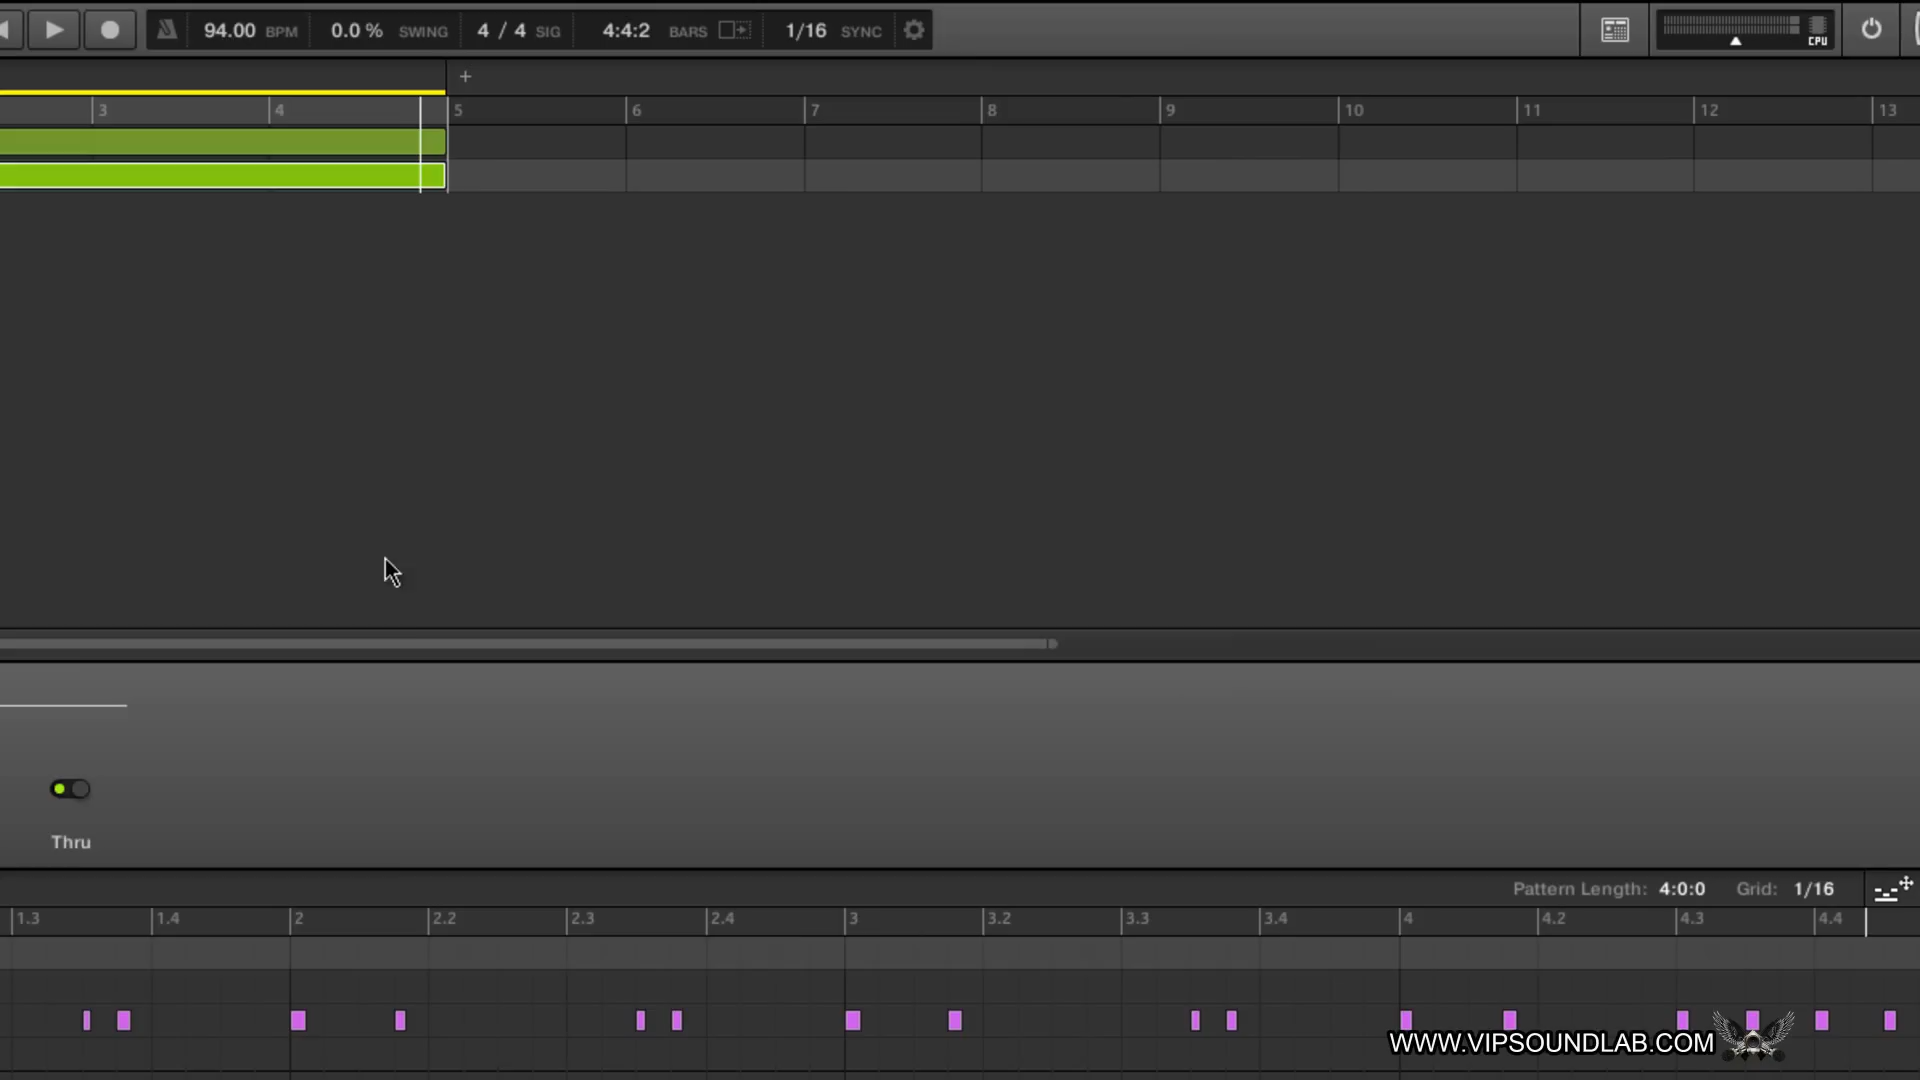 94.00 BPM 0.0 % SWING 4 / 4 SIG 4:4:2 BARS 1/16 SYNC CPU
+
3 4 5 6 7 8 9 10 11 12 13
Thru
Pattern Length: 4:0:0 Grid: 1/16
1.3 1.4 2 2.2 2.3 2.4 3 3.2 3.3 3.4 4 4.2 4.3 4.4
WWW.VIPSOUNDLAB.COM